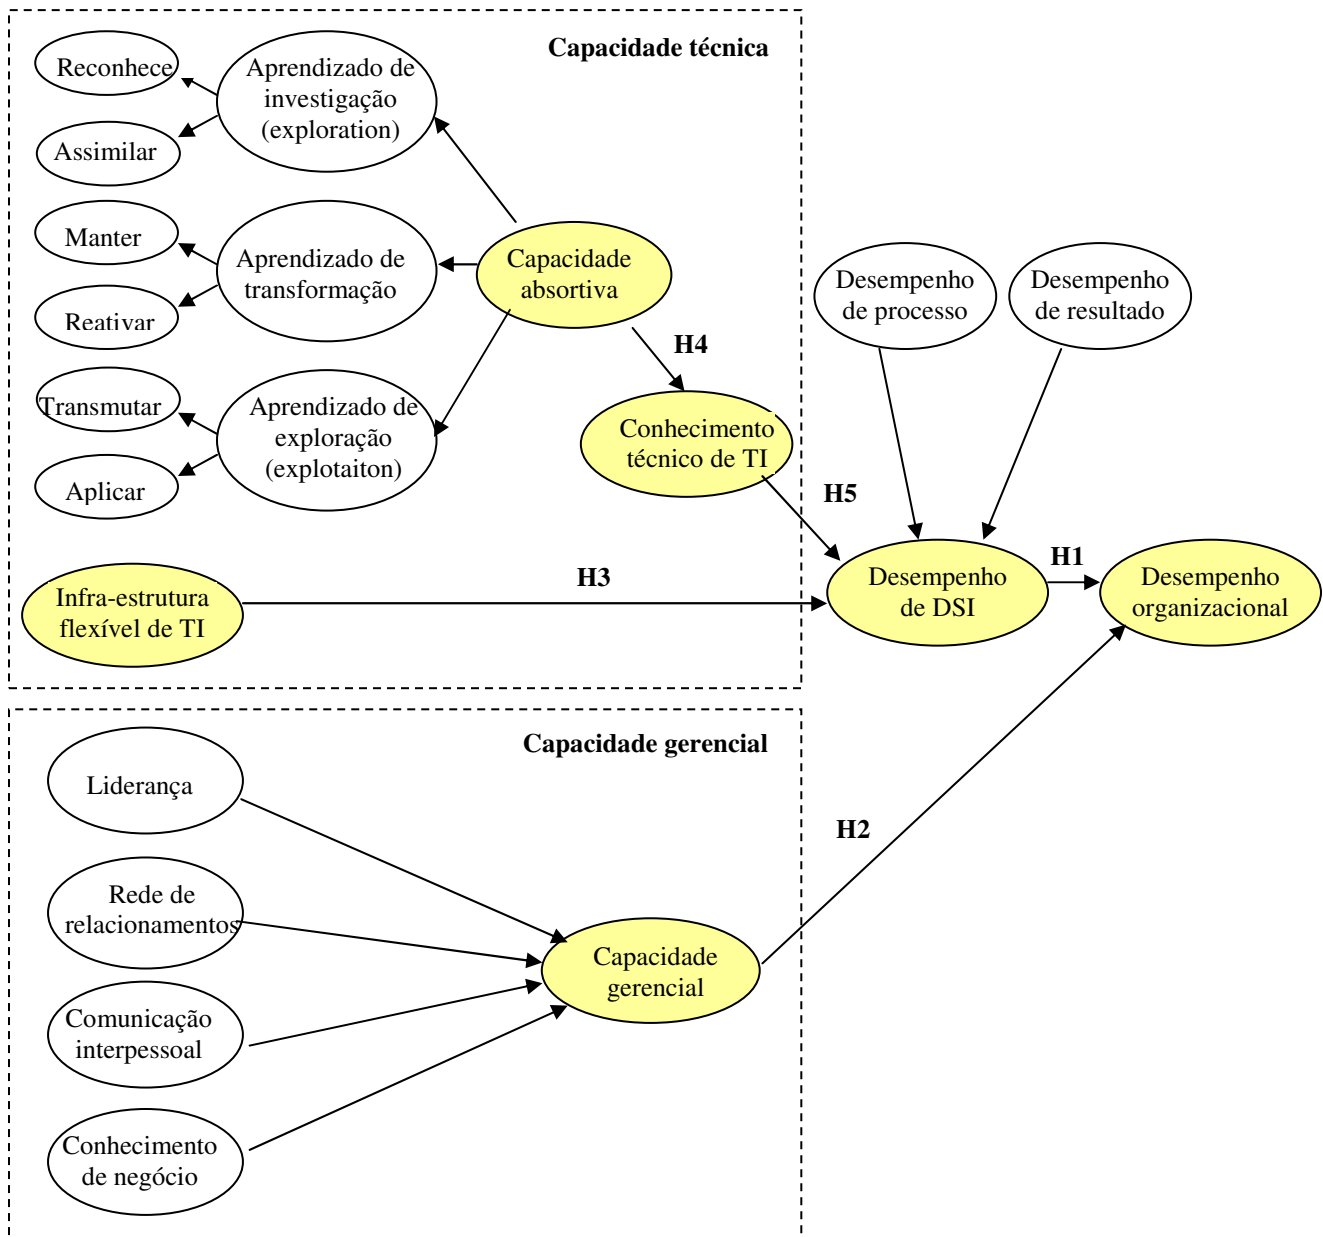 Capacidade técnica
Reconhece
Assimilar
Aprendizado de
investigação
(exploration)
Manter
Reativar
Aprendizado de
transformação
Transmutar
Aplicar
Aprendizado de
exploração
(explotaiton)
Capacidade
absortiva
H4
Conhecimento
técnico de TI
H5
Desempenho
de processo
Desempenho
de resultado
Infra-estrutura
flexível de TI
H3
Desempenho
de DSI
H1
Desempenho
organizacional
Capacidade gerencial
Liderança
Rede de
relacionamentos
Comunicação
interpessoal
Conhecimento
de negócio
Capacidade
gerencial
H2